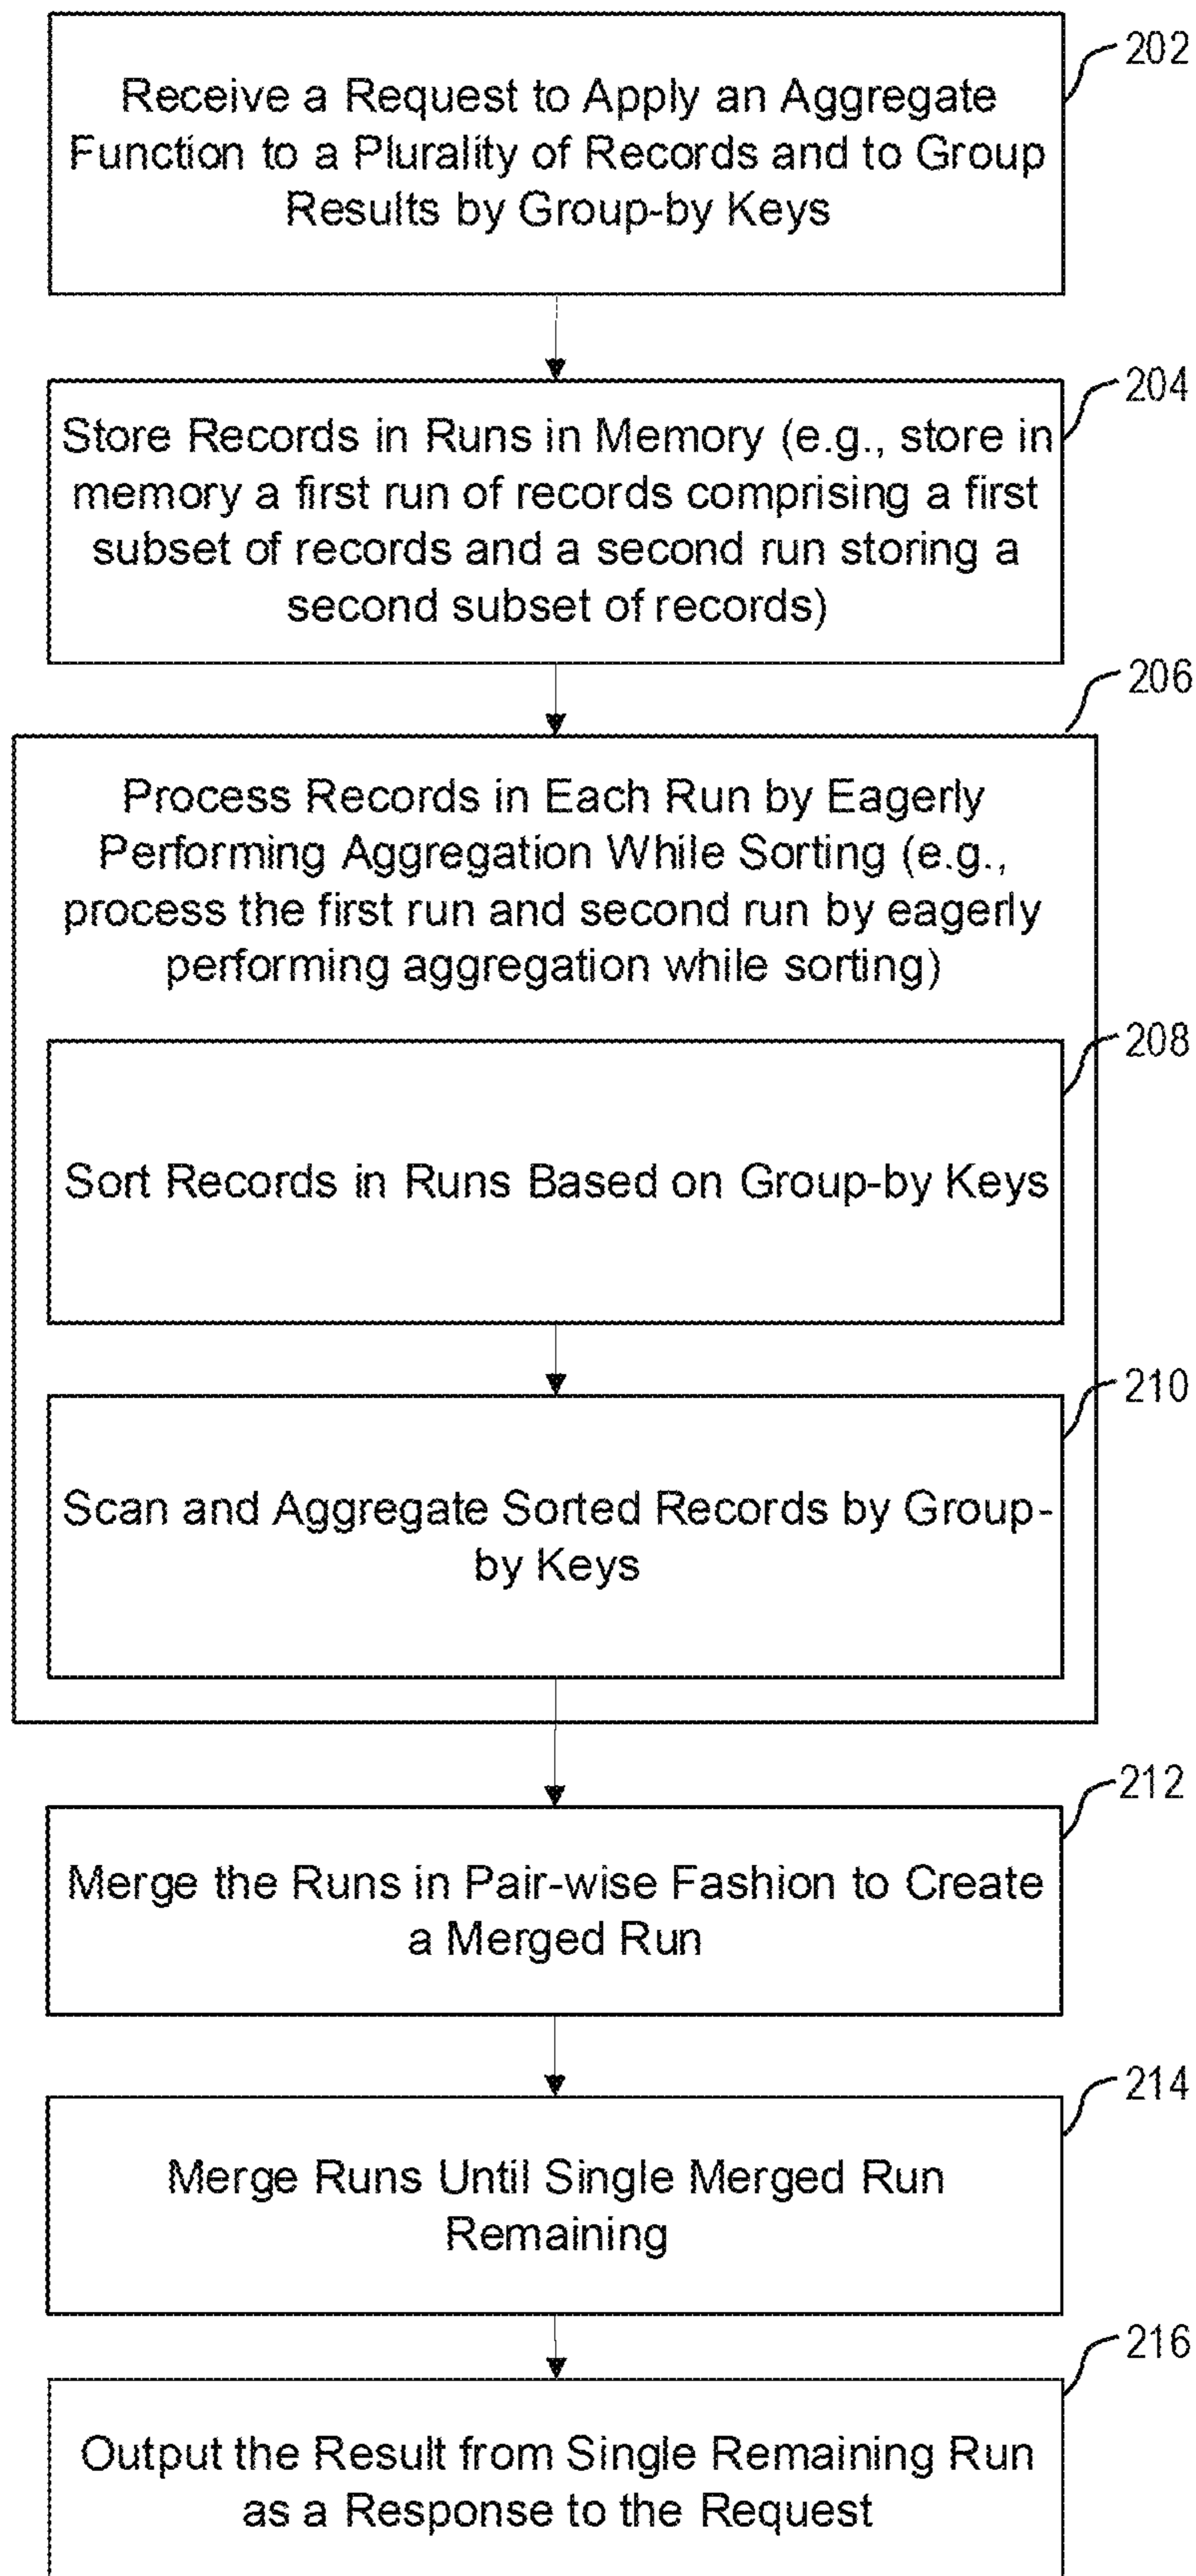 202
Receive a Request to Apply an Aggregate
Function to a Plurality of Records and to Group
Results by Group-by Keys
204
Store Records in Runs in Memory (e.g., store in
memory a first run of records comprising a first
subset of records and a second run storing a
second subset of records)
206
Process Records in Each Run by Eagerly
Performing Aggregation While Sorting (e.g.,
process the first run and second run by eagerly
performing aggregation while sorting)
208
Sort Records in Runs Based on Group-by Keys
210
Scan and Aggregate Sorted Records by Group-
by Keys
212
Merge the Runs in Pair-wise Fashion to Create
a Merged Run
214
Merge Runs Until Single Merged Run
Remaining
216
Output the Result from Single Remaining Run
as a Response to the Request